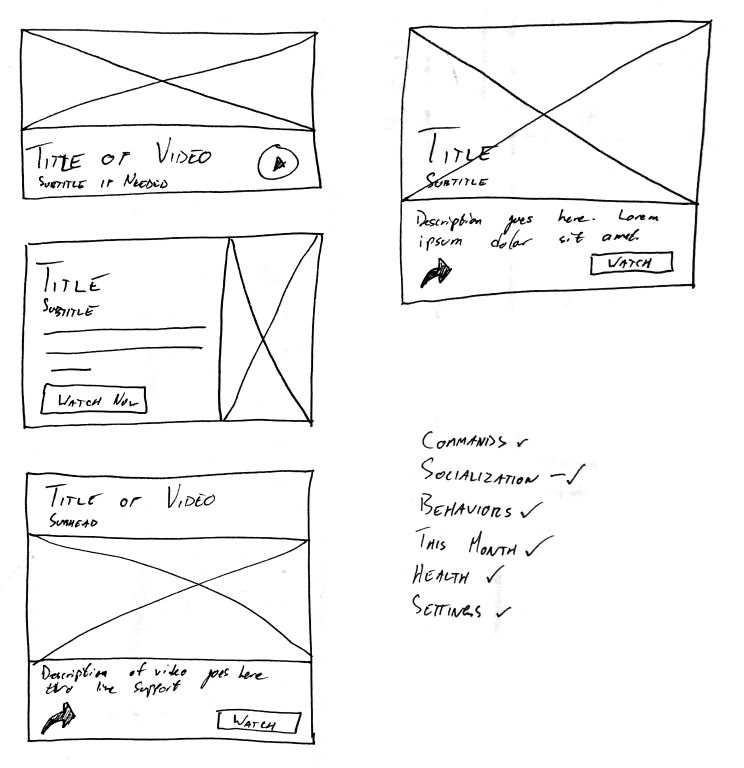 TITLE OF VIDEO
SUBTITLE IF NEEDED
TITLE
SUBTITLE
WATCH NOW
TITLE OF VIDEO
SUBHEAD
Description of video goes here
two line support
WATCH
TITLE
SUBTITLE
Description goes here. Lorem
ipsum dolor sit amet.
WATCH
COMMANDS ✓
SOCIALIZATION – ✓
BEHAVIORS ✓
THIS MONTH ✓
HEALTH ✓
SETTINGS ✓